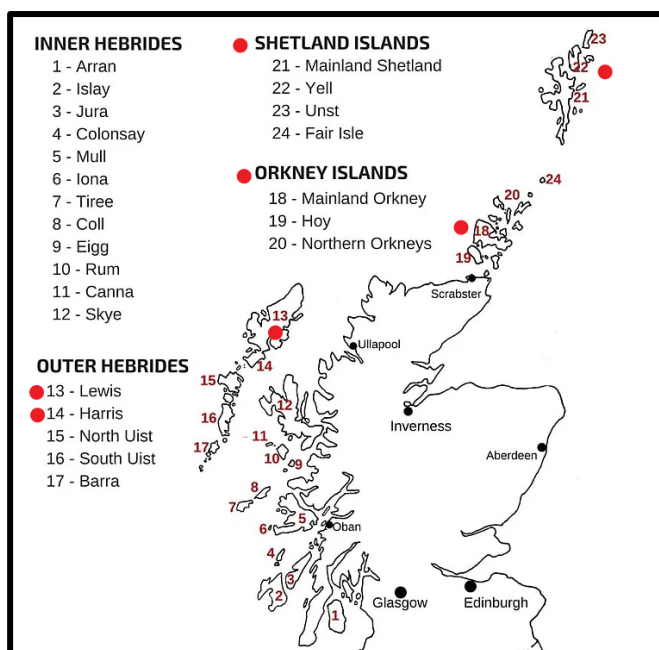 INNER HEBRIDES
1 - Arran
2 - Islay
3 - Jura
4 - Colonsay
5 - Mull
6 - Iona
7 - Tiree
8 - Coll
9 - Eigg
10 - Rum
11 - Canna
12 - Skye
OUTER HEBRIDES
13 - Lewis
14 - Harris
15 - North Uist
16 - South Uist
17 - Barra
SHETLAND ISLANDS
21 - Mainland Shetland
22 - Yell
23 - Unst
24 - Fair Isle
ORKNEY ISLANDS
18 - Mainland Orkney
19 - Hoy
20 - Northern Orkneys
23
22
21
24
20
18
19
Scrabster
13
Ullapool
14
15
12
16
Inverness
11
17
10
9
Aberdeen
8
7
5
6
Oban
4
3
2
Glasgow
Edinburgh
1